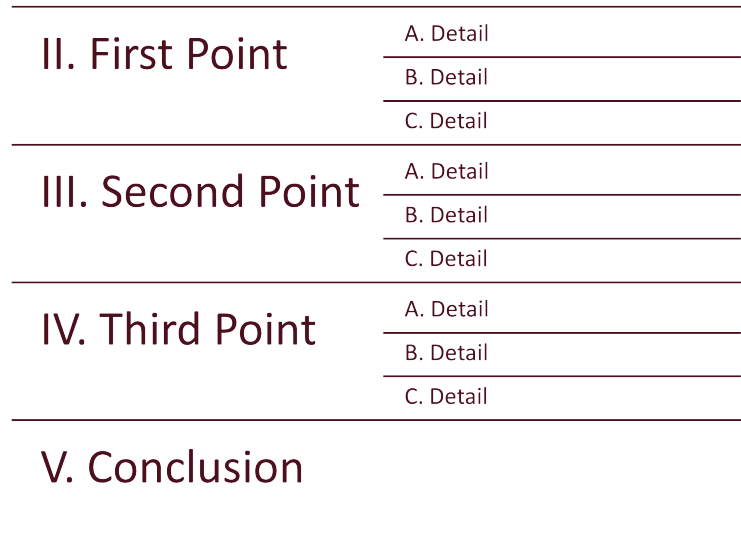 II. First Point
A. Detail
B. Detail
C. Detail
III. Second Point
A. Detail
B. Detail
C. Detail
IV. Third Point
A. Detail
B. Detail
C. Detail
V. Conclusion